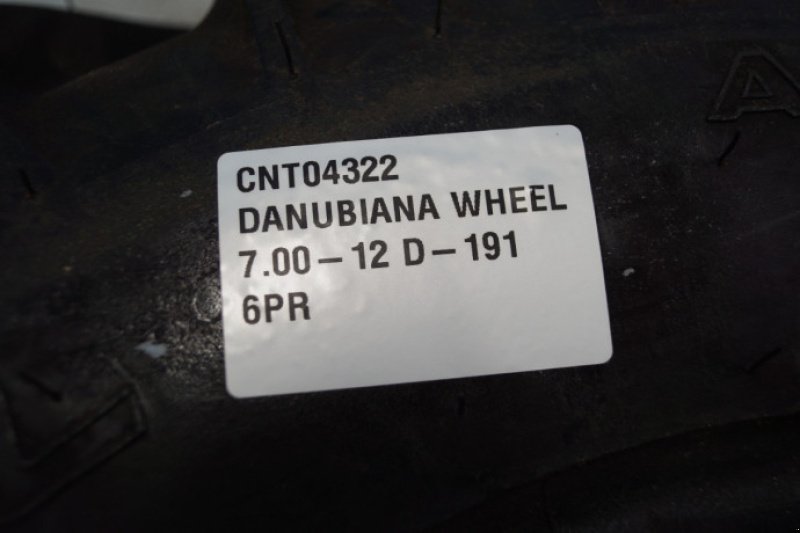 CNT04322
DANUBIANA WHEEL
7.00-12 D-191
6PR
A